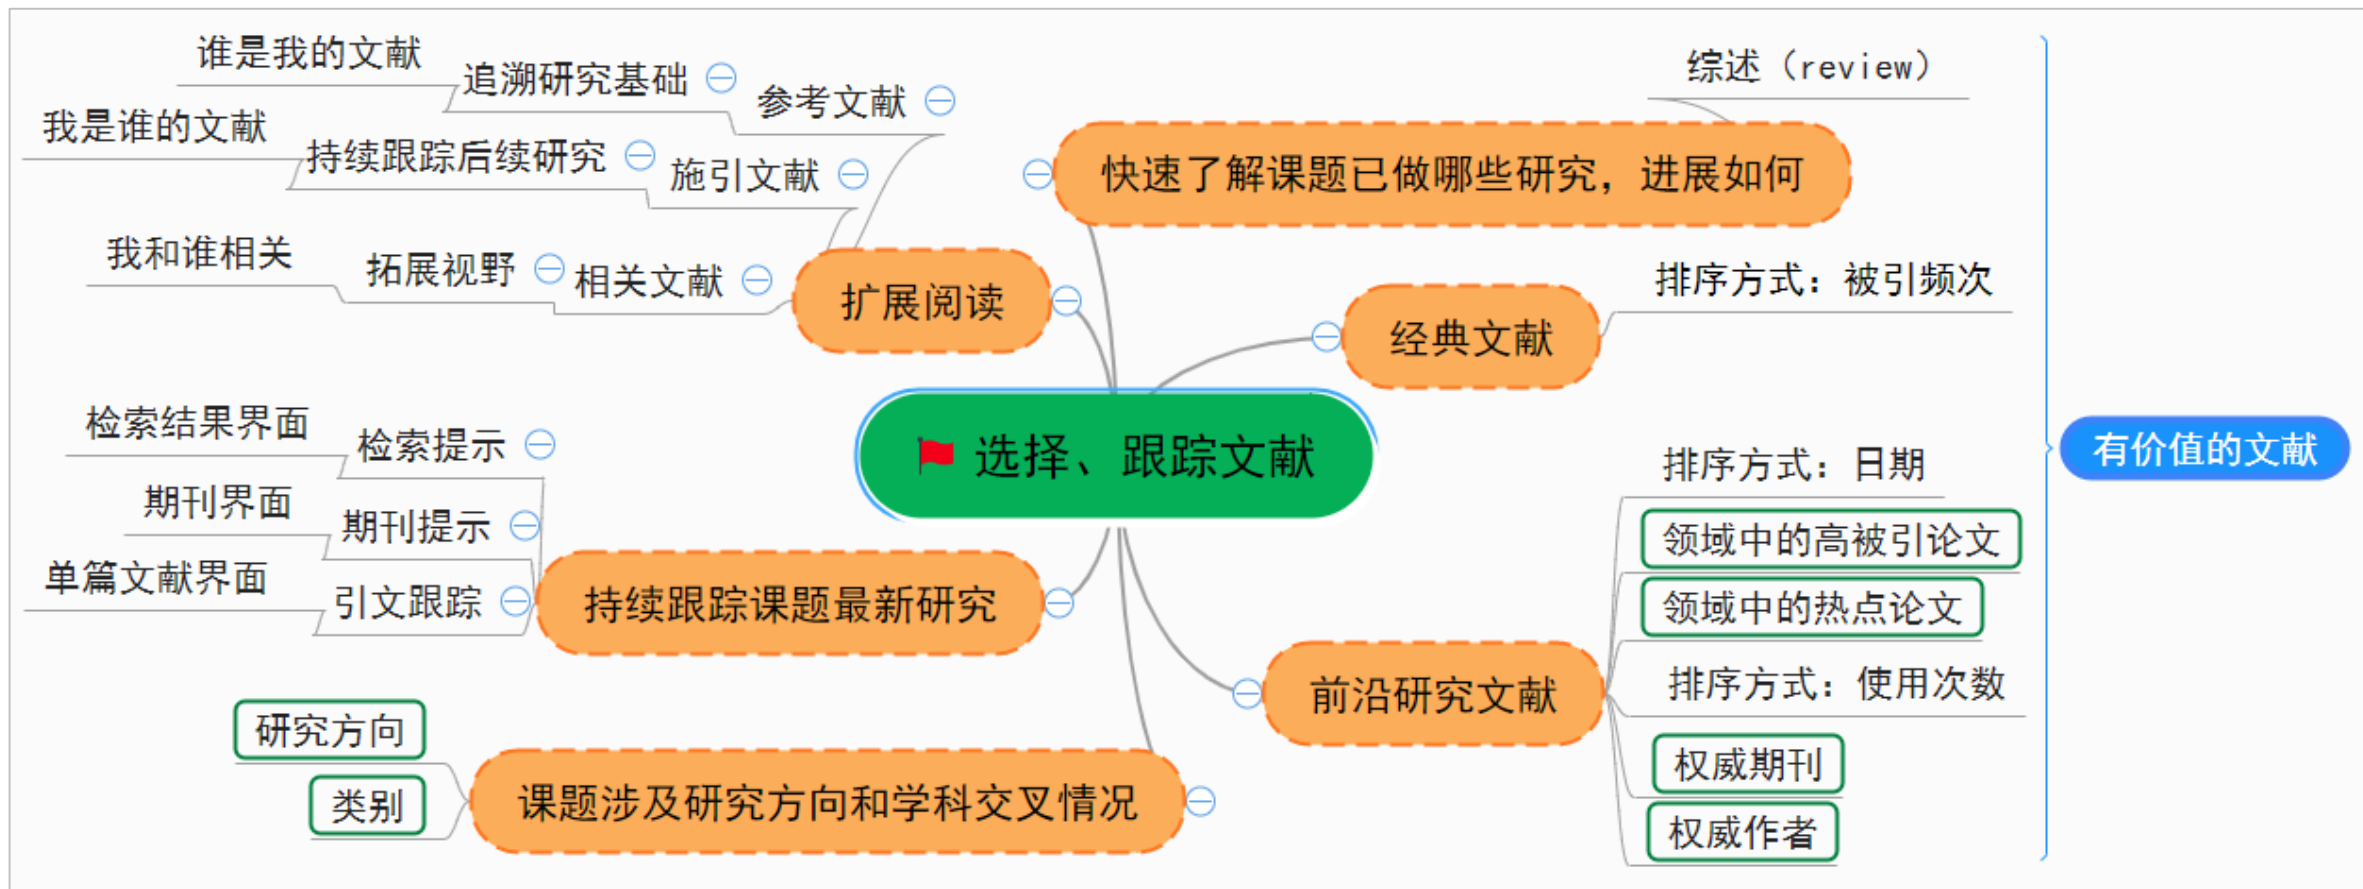 选择、跟踪文献
快速了解课题已做哪些研究，进展如何
综述（review）
经典文献
排序方式：被引频次
前沿研究文献
排序方式：日期
领域中的高被引论文
领域中的热点论文
排序方式：使用次数
权威期刊
权威作者
有价值的文献
扩展阅读
参考文献
追溯研究基础
谁是我的文献
施引文献
持续跟踪后续研究
我是谁的文献
相关文献
拓展视野
我和谁相关
持续跟踪课题最新研究
检索提示
检索结果界面
期刊提示
期刊界面
引文跟踪
单篇文献界面
课题涉及研究方向和学科交叉情况
研究方向
类别